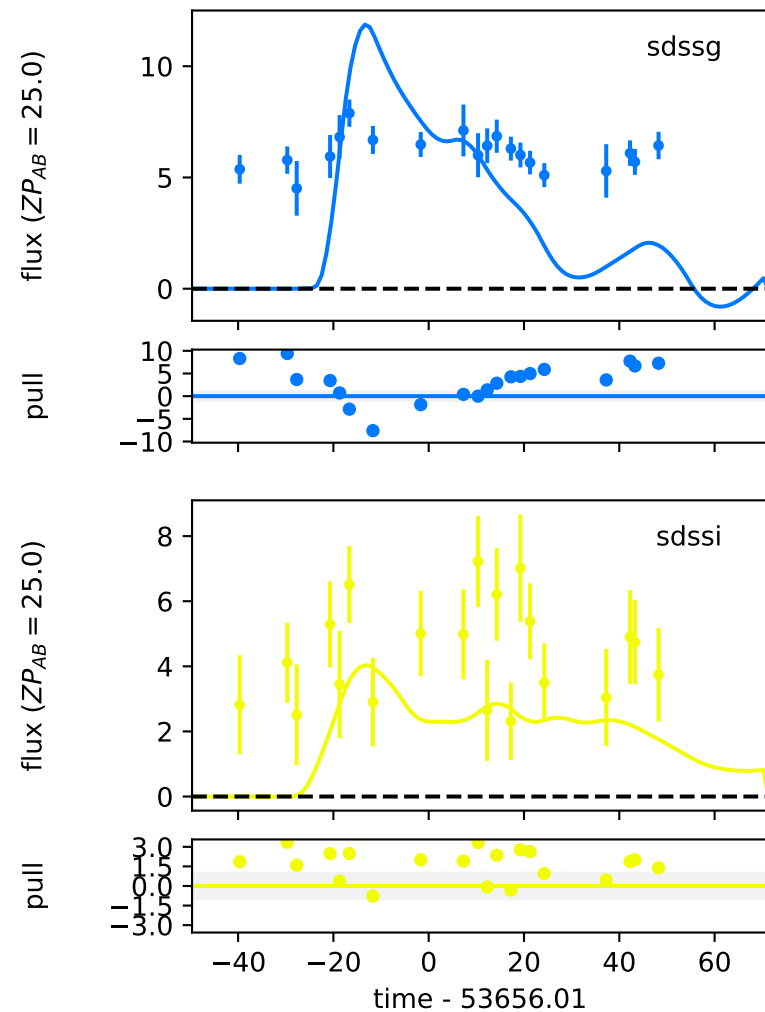 sdssg
flux (ZP_AB = 25.0)
10
5
0
pull
10
5
0
−5
−10
sdssi
flux (ZP_AB = 25.0)
8
6
4
2
0
pull
3.0
1.5
0.0
−1.5
−3.0
−40 −20 0 20 40 60
time - 53656.01